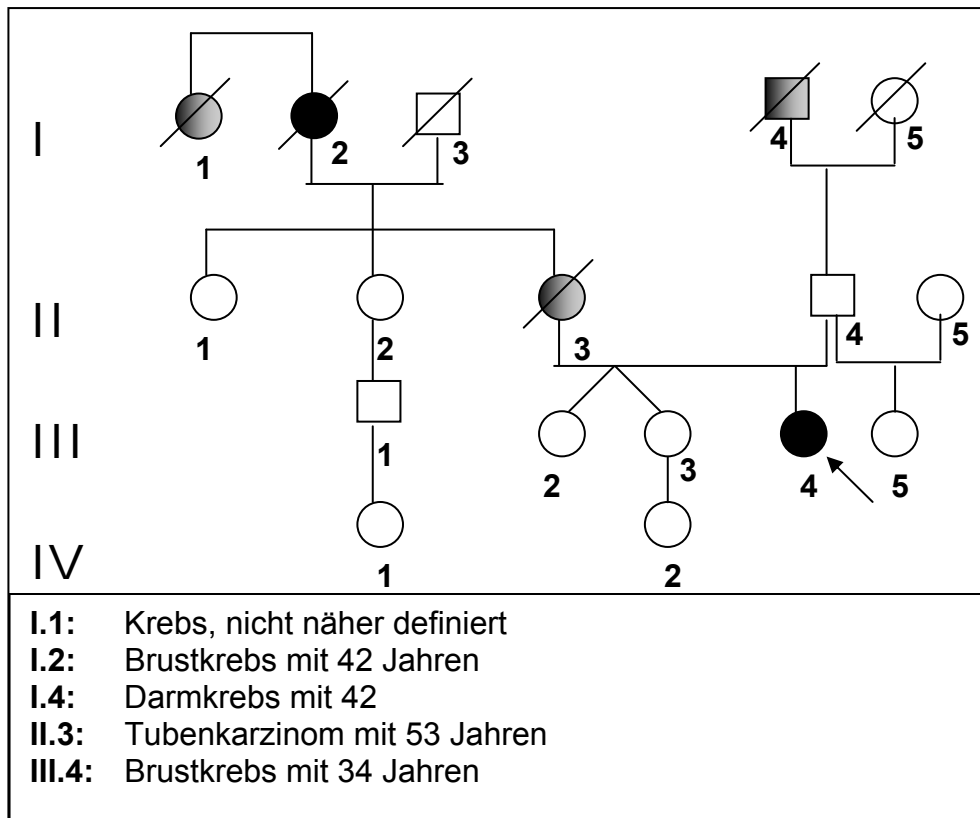 I
1
2
3
4
5
II
1
2
3
4
5
III
1
2
3
4
5
IV
1
2
I.1: Krebs, nicht näher definiert
I.2: Brustkrebs mit 42 Jahren
I.4: Darmkrebs mit 42
II.3: Tubenkarzinom mit 53 Jahren
III.4: Brustkrebs mit 34 Jahren